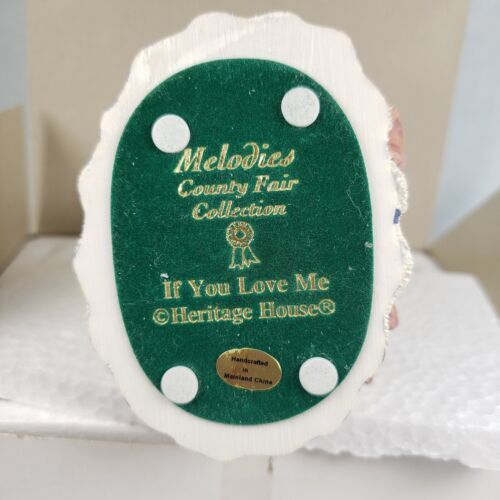 Melodies
County Fair
Collection
If You Love Me
©Heritage House®
Handcrafted
in
Mainland China